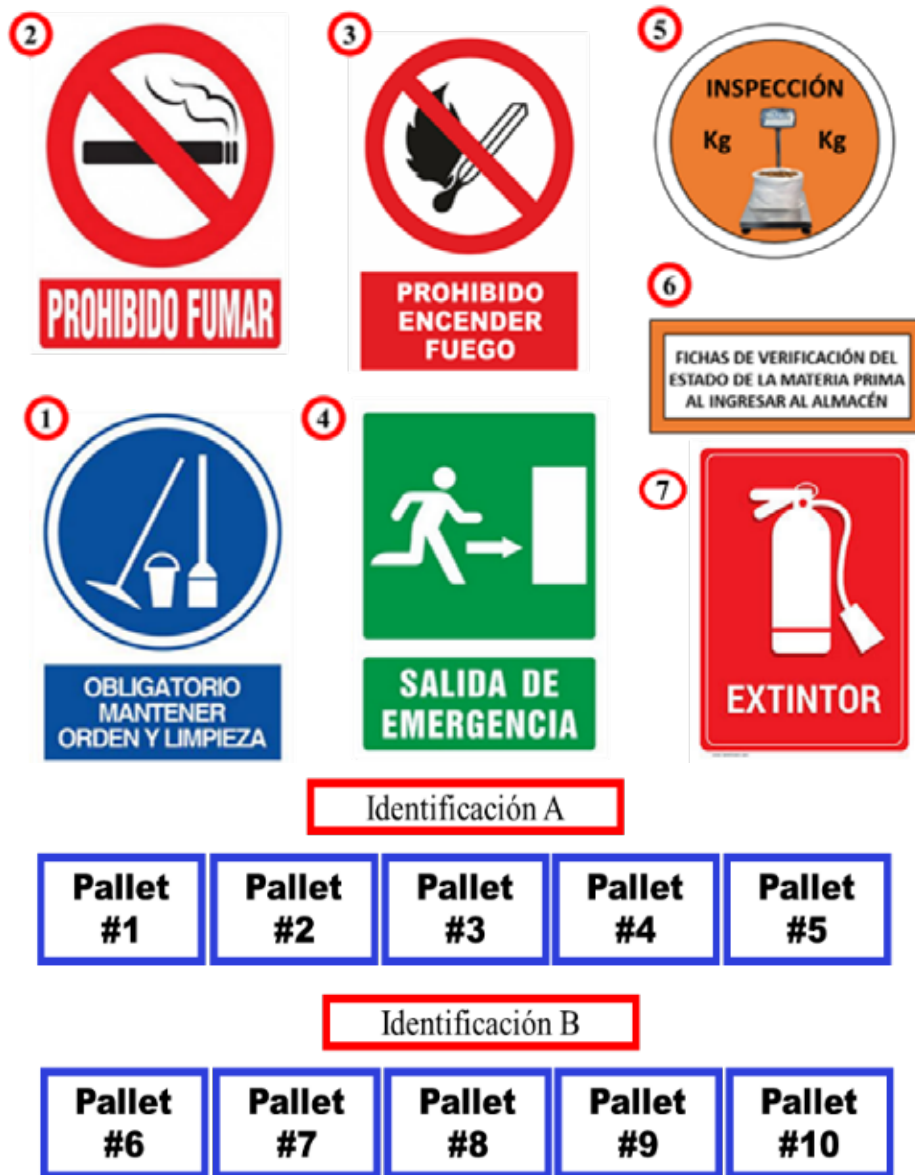 2
PROHIBIDO FUMAR
3
PROHIBIDO
ENCENDER
FUEGO
5
INSPECCIÓN
Kg Kg
6
FICHAS DE VERIFICACIÓN DEL
ESTADO DE LA MATERIA PRIMA
AL INGRESAR AL ALMACÉN
1
OBLIGATORIO
MANTENER
ORDEN Y LIMPIEZA
4
SALIDA DE
EMERGENCIA
7
EXTINTOR
Identificación A
Pallet
#1
Pallet
#2
Pallet
#3
Pallet
#4
Pallet
#5
Identificación B
Pallet
#6
Pallet
#7
Pallet
#8
Pallet
#9
Pallet
#10